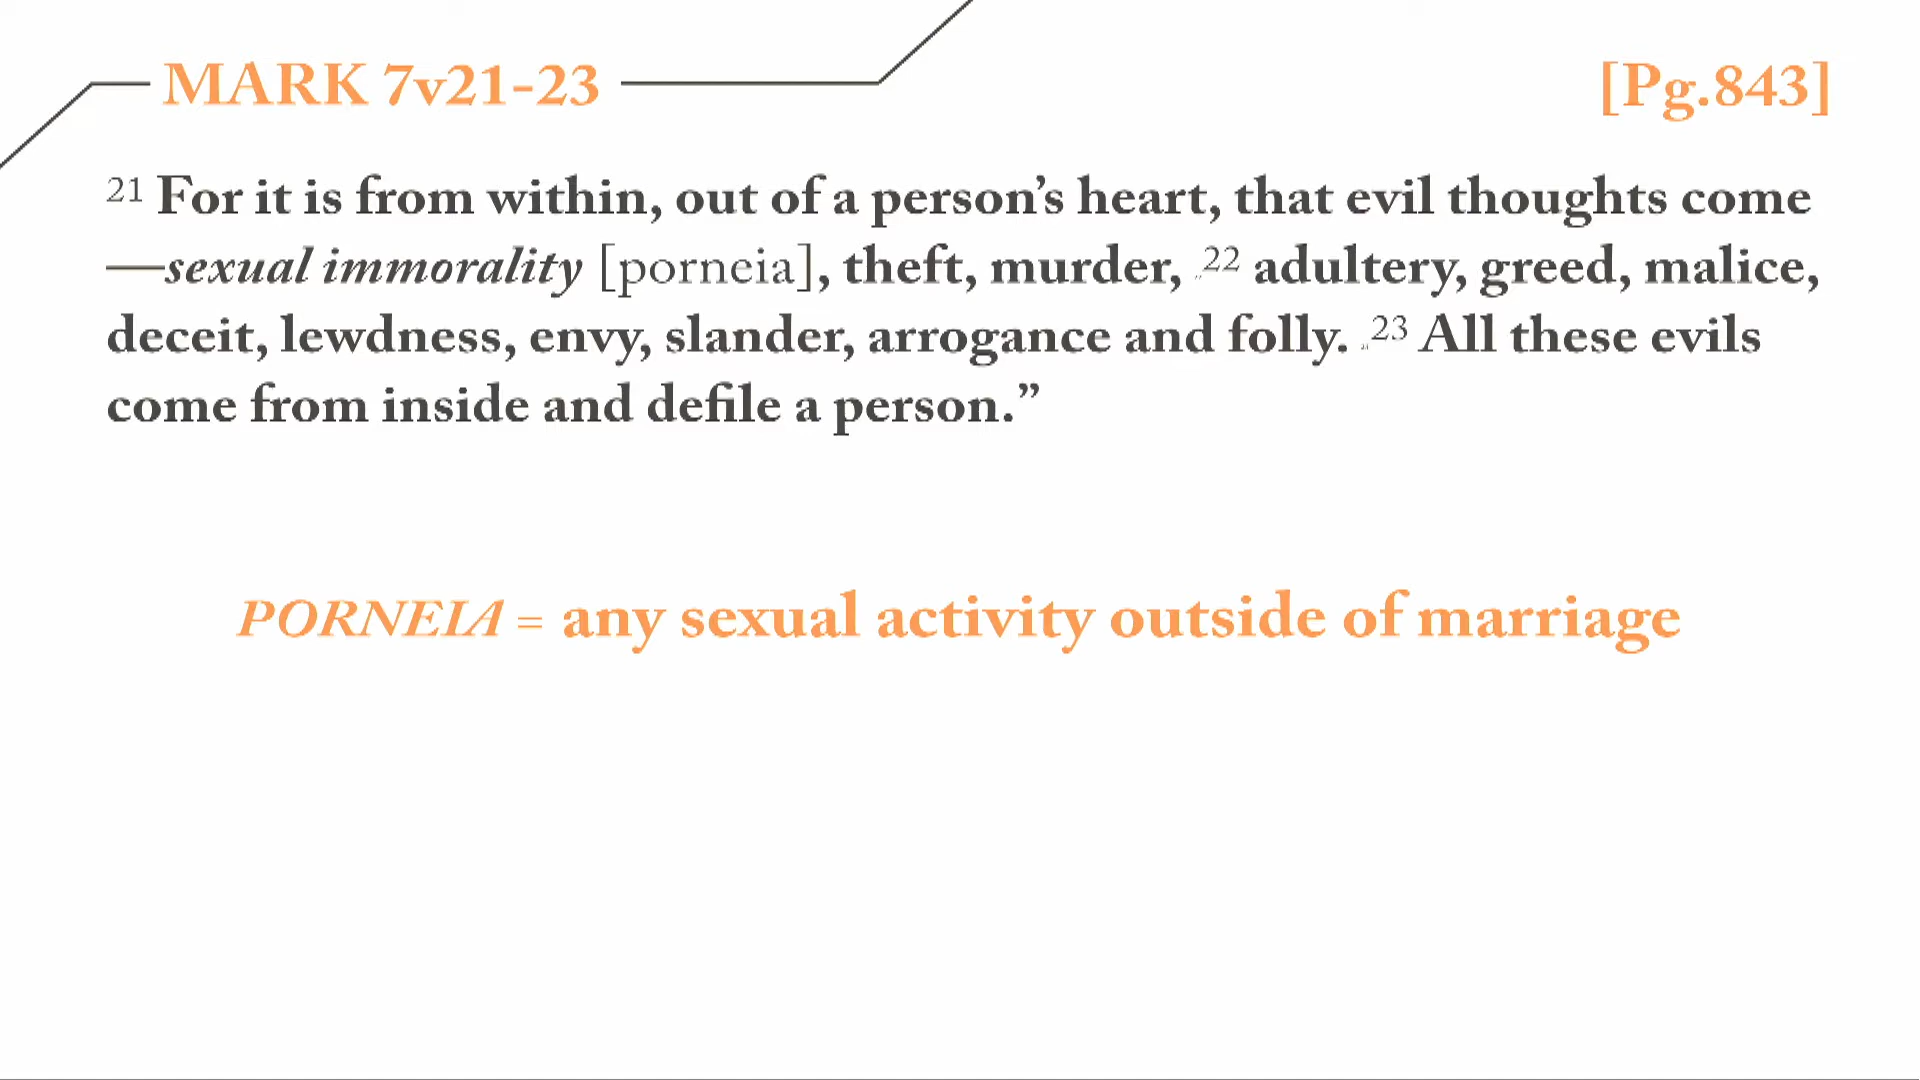 MARK 7v21-23
[Pg.843]
21 For it is from within, out of a person’s heart, that evil thoughts come
—sexual immorality [porneia], theft, murder, 22 adultery, greed, malice,
deceit, lewdness, envy, slander, arrogance and folly. 23 All these evils
come from inside and defile a person.”
PORNEIA = any sexual activity outside of marriage